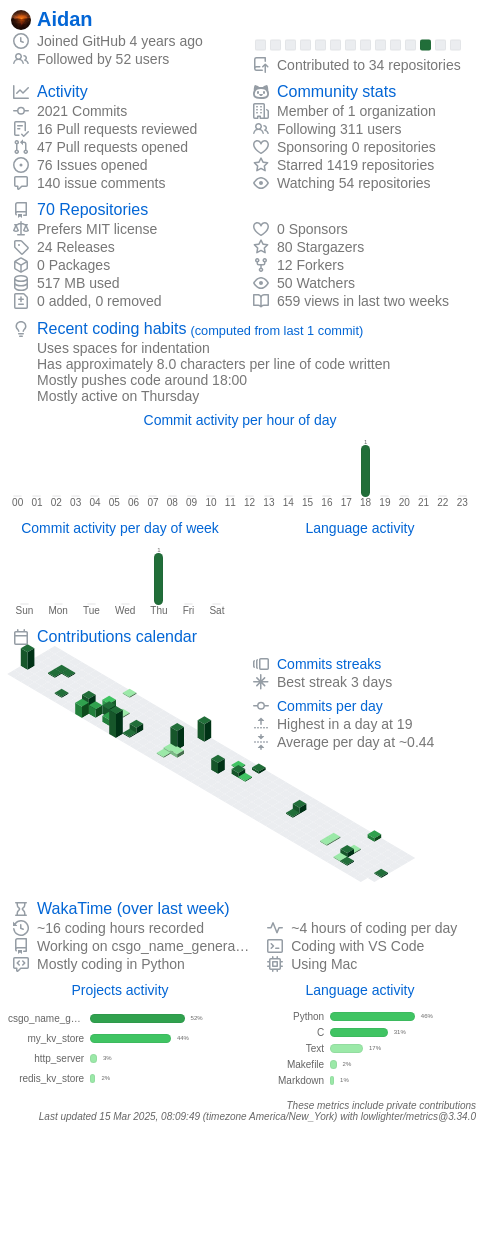 Aidan
Joined GitHub 4 years ago
Followed by 52 users
Contributed to 34 repositories
Activity
2021 Commits
16 Pull requests reviewed
47 Pull requests opened
76 Issues opened
140 issue comments
Community stats
Member of 1 organization
Following 311 users
Sponsoring 0 repositories
Starred 1419 repositories
Watching 54 repositories
70 Repositories
Prefers MIT license
24 Releases
0 Packages
517 MB used
0 added, 0 removed
0 Sponsors
80 Stargazers
12 Forkers
50 Watchers
659 views in last two weeks
Recent coding habits (computed from last 1 commit)
Uses spaces for indentation
Has approximately 8.0 characters per line of code written
Mostly pushes code around 18:00
Mostly active on Thursday
Commit activity per hour of day
1
00 01 02 03 04 05 06 07 08 09 10 11 12 13 14 15 16 17 18 19 20 21 22 23
Commit activity per day of week
1
Sun Mon Tue Wed Thu Fri Sat
Language activity
Contributions calendar
Commits streaks
Best streak 3 days
Commits per day
Highest in a day at 19
Average per day at ~0.44
WakaTime (over last week)
~16 coding hours recorded
Working on csgo_name_genera…
Mostly coding in Python
~4 hours of coding per day
Coding with VS Code
Using Mac
Projects activity
csgo_name_g… 52%
my_kv_store 44%
http_server 3%
redis_kv_store 2%
Language activity
Python 46%
C 31%
Text 17%
Makefile 2%
Markdown 1%
These metrics include private contributions
Last updated 15 Mar 2025, 08:09:49 (timezone America/New_York) with lowlighter/metrics@3.34.0